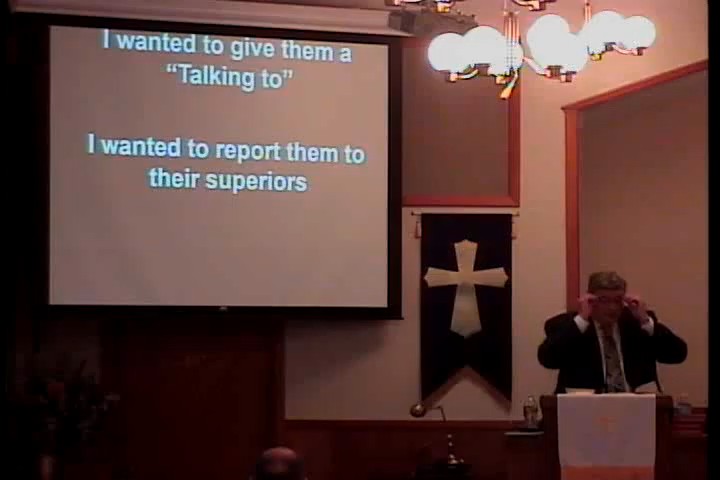 I wanted to give them a
“Talking to”
I wanted to report them to
their superiors